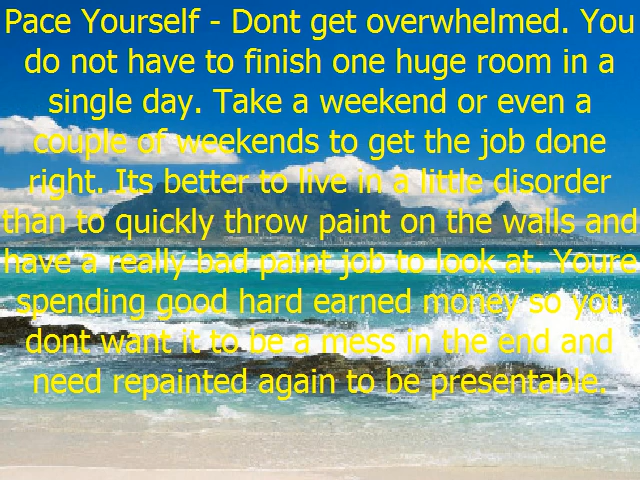 Pace Yourself - Dont get overwhelmed. You
do not have to finish one huge room in a
single day. Take a weekend or even a
couple of weekends to get the job done
right. Its better to live in a little disorder
than to quickly throw paint on the walls and
have a really bad paint job to look at. Youre
spending good hard earned money so you
dont want it to be a mess in the end and
need repainted again to be presentable.